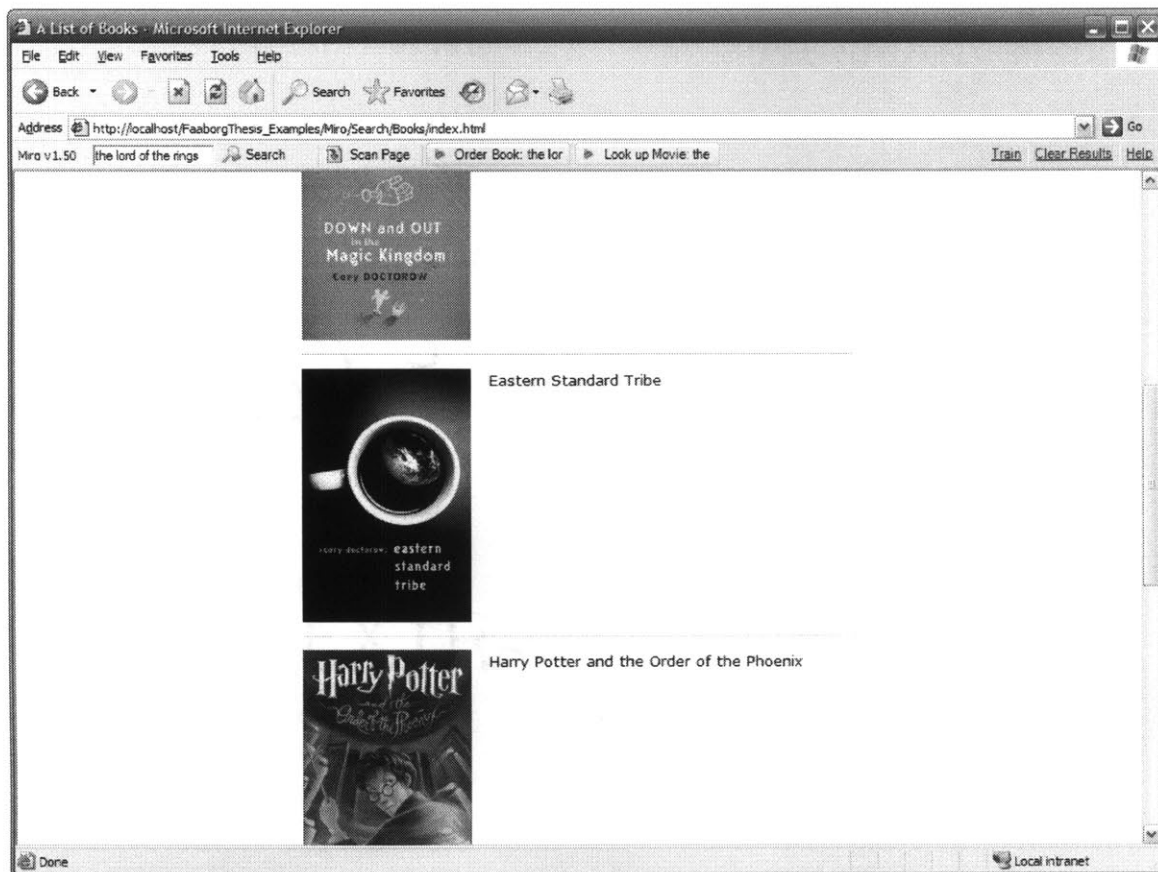 A List of Books - Microsoft Internet Explorer
File Edit View Favorites Tools Help
Back Search Favorites
Address http://localhost/FaaborgThesis_Examples/Miro/Search/Books/index.html Go
Miro v1.50 the lord of the rings Search Scan Page Order Book: the lor Look up Movie: the Train Clear Results Help
DOWN and OUT
in the
Magic Kingdom
Cory DOCTOROW
Eastern Standard Tribe
cory doctorow: eastern
standard
tribe
Harry Potter and the Order of the Phoenix
Harry Potter
and the
Order of the Phoenix
Done Local intranet